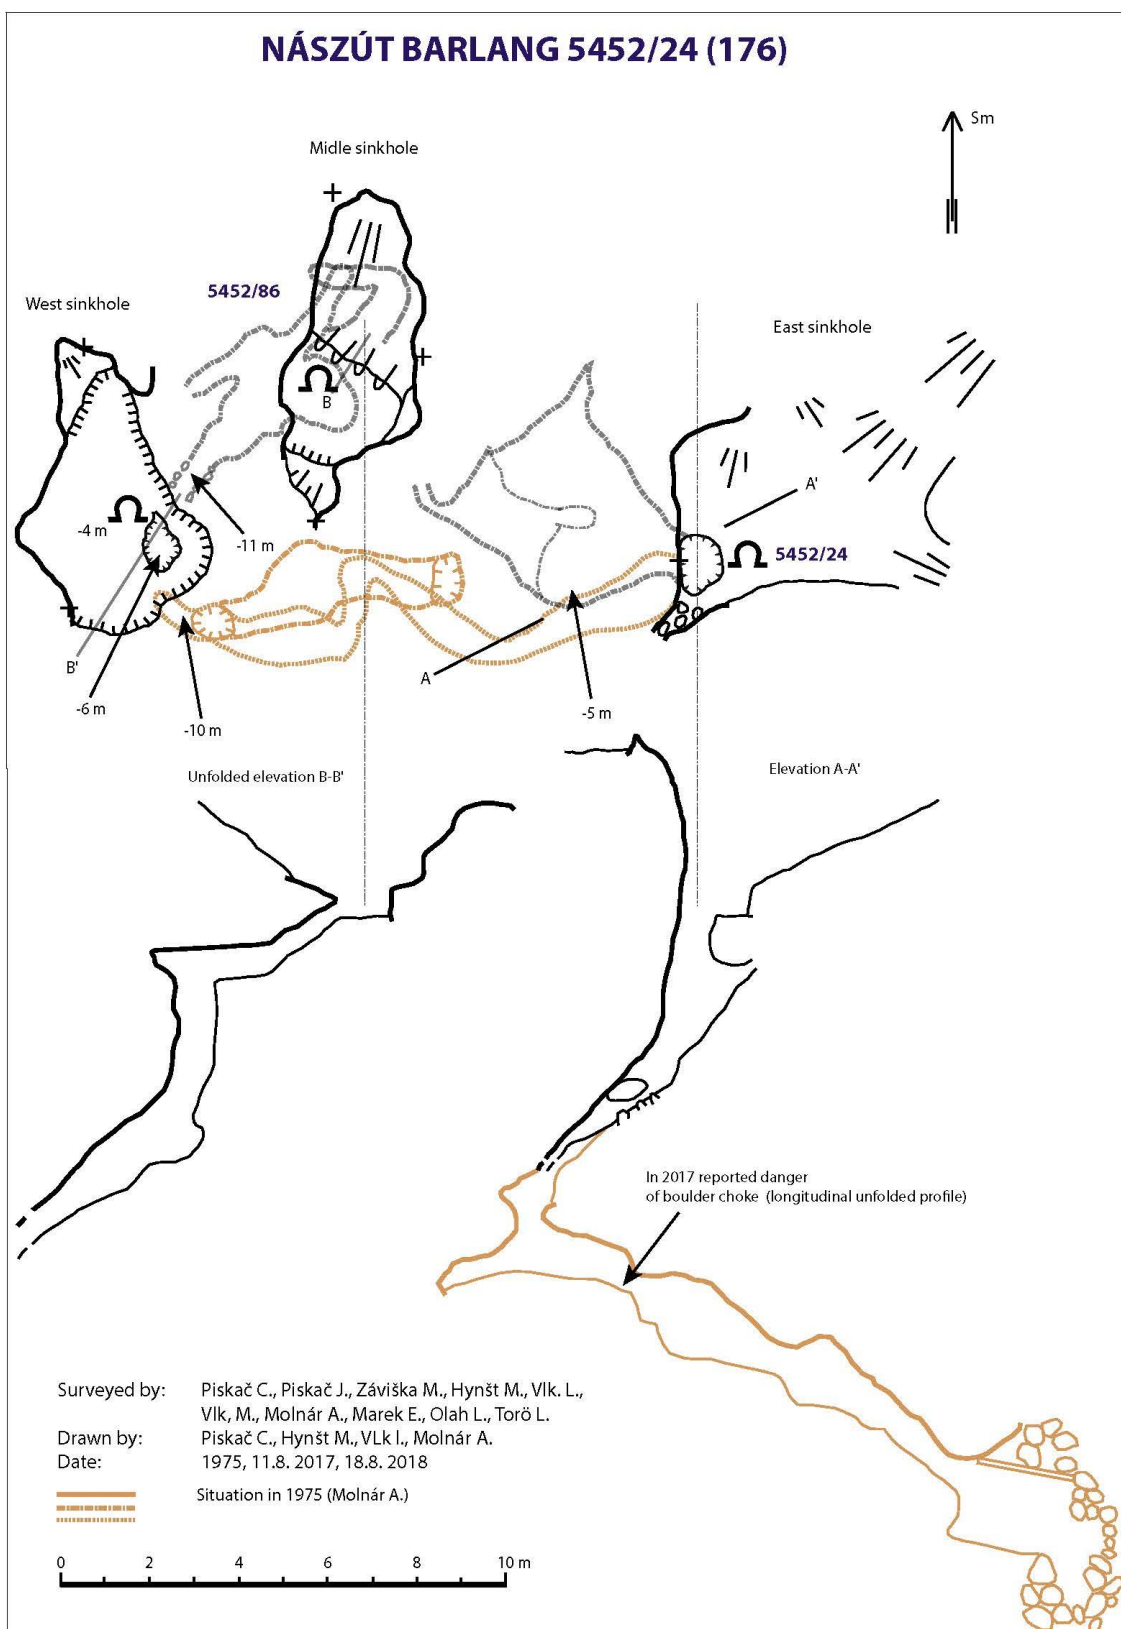 NÁSZÚT BARLANG 5452/24 (176)
Sm
Midle sinkhole
5452/86
West sinkhole
East sinkhole
B
A'
-4 m
-11 m
5452/24
B'
A
-6 m
-5 m
-10 m
Unfolded elevation B-B'
Elevation A-A'
In 2017 reported danger
of boulder choke (longitudinal unfolded profile)
Surveyed by: Piskač C., Piskač J., Záviška M., Hynšt M., Vlk. L.,
Vlk, M., Molnár A., Marek E., Olah L., Torö L.
Drawn by: Piskač C., Hynšt M., VLk l., Molnár A.
Date: 1975, 11.8. 2017, 18.8. 2018
Situation in 1975 (Molnár A.)
0 2 4 6 8 10 m